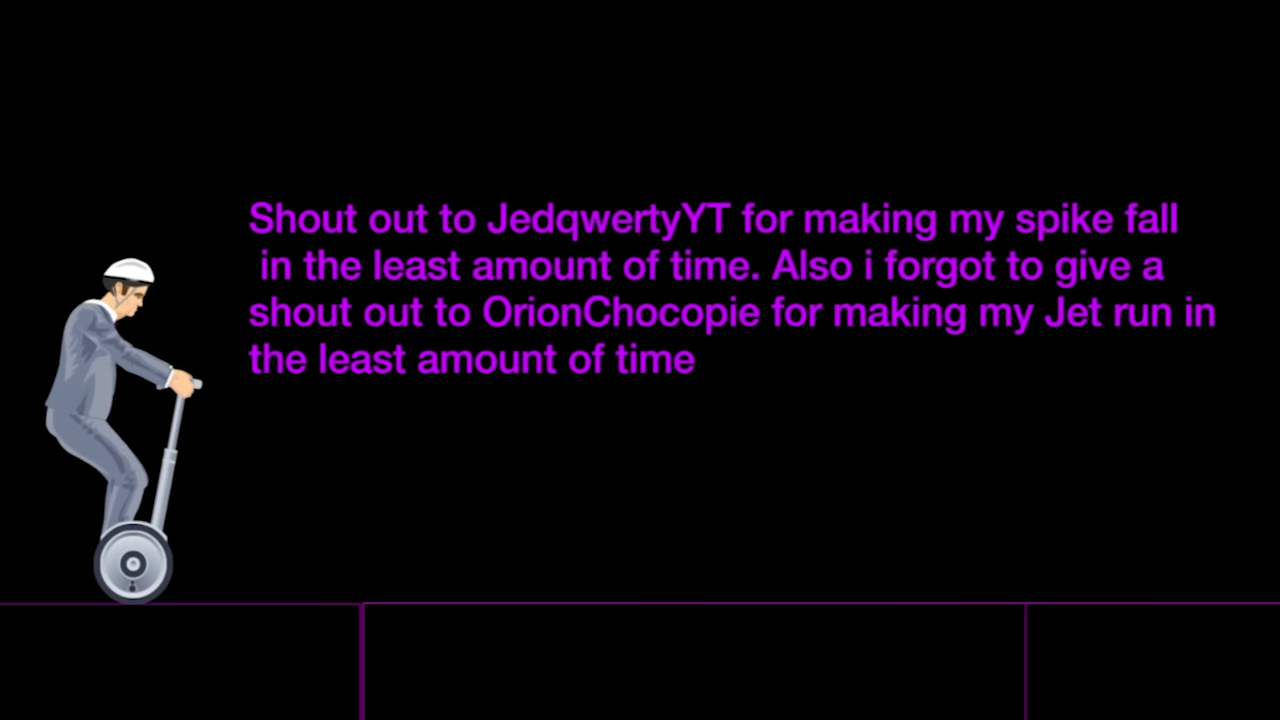 Shout out to JedqwertyYT for making my spike fall
in the least amount of time. Also i forgot to give a
shout out to OrionChocopie for making my Jet run in
the least amount of time